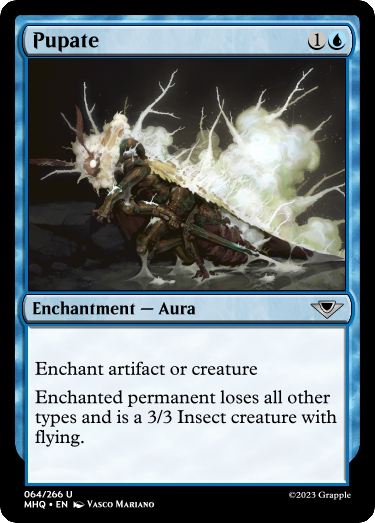 Pupate 1
Enchantment — Aura
Enchant artifact or creature
Enchanted permanent loses all other
types and is a 3/3 Insect creature with
flying.
064/266 U
©2023 Grapple
MHQ • EN Vasco Mariano